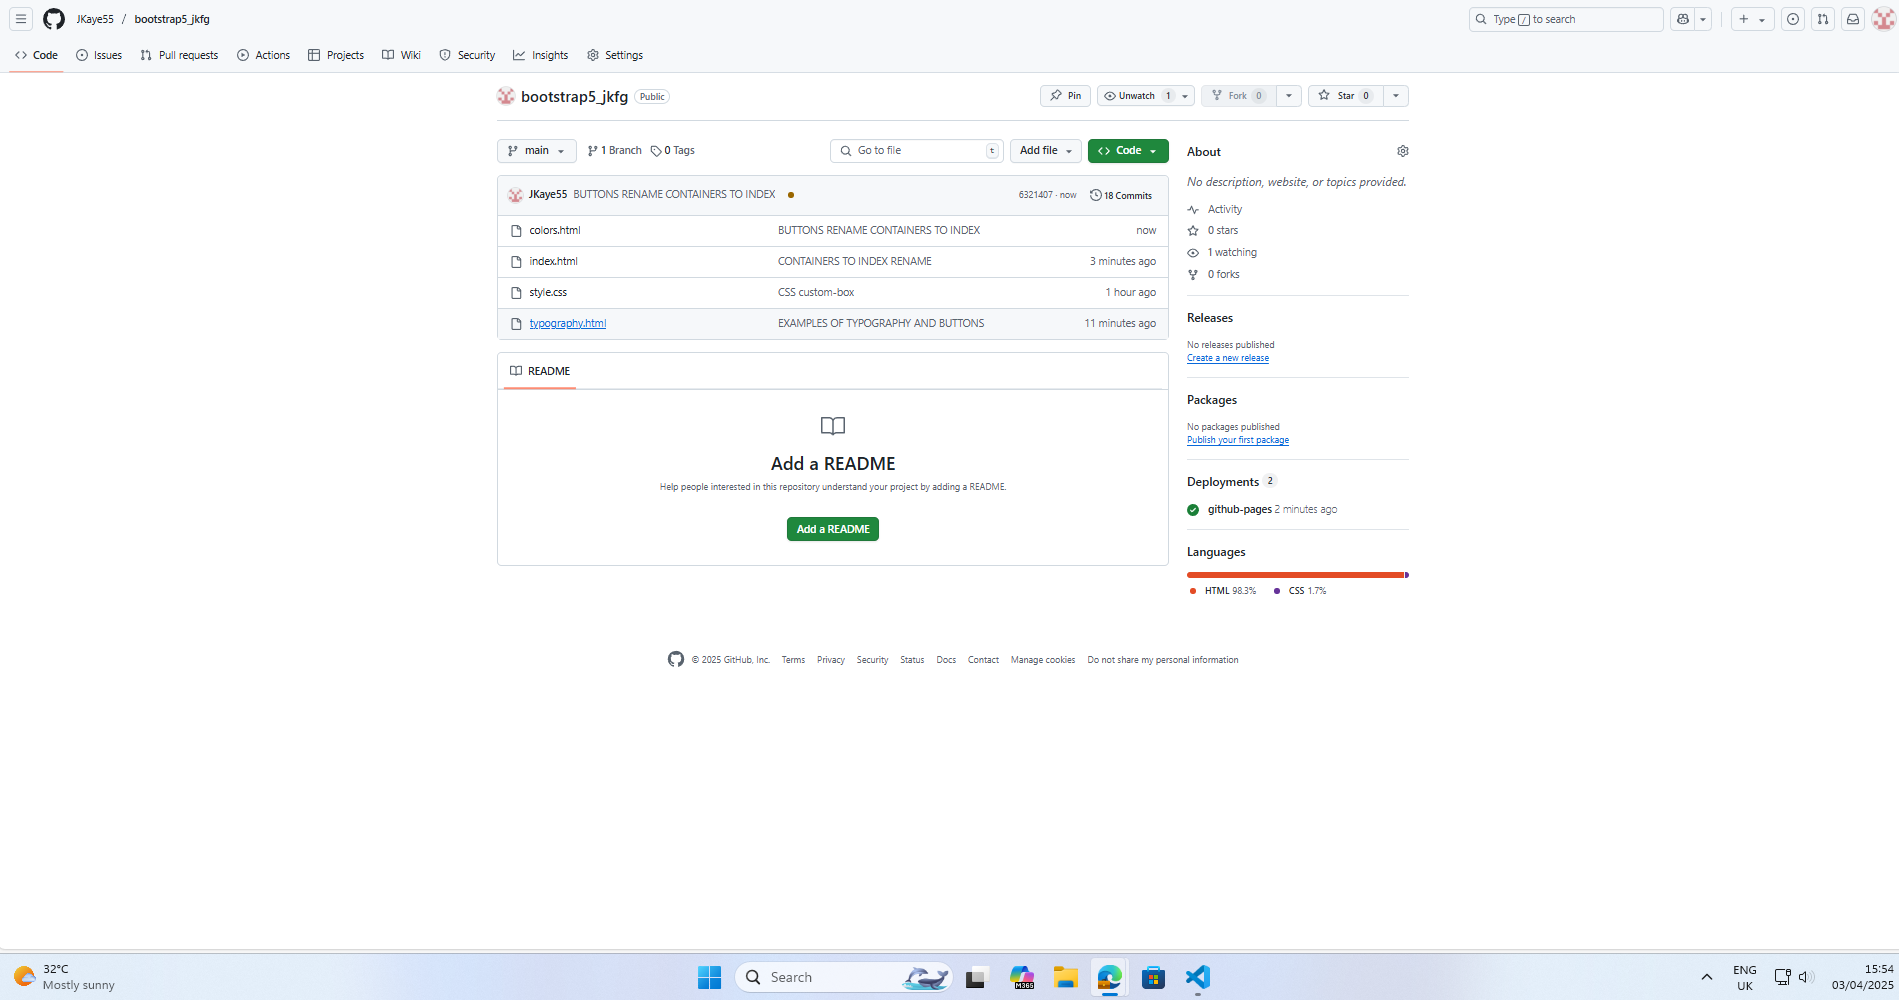 JKaye55 / bootstrap5_jkfg
Type / to search
Code Issues Pull requests Actions Projects Wiki Security Insights Settings
bootstrap5_jkfg Public
Pin Unwatch 1 Fork 0 Star 0
main 1 Branch 0 Tags Go to file t Add file Code
JKaye55 BUTTONS RENAME CONTAINERS TO INDEX 6321407 · now 18 Commits
colors.html BUTTONS RENAME CONTAINERS TO INDEX now
index.html CONTAINERS TO INDEX RENAME 3 minutes ago
style.css CSS custom-box 1 hour ago
typography.html EXAMPLES OF TYPOGRAPHY AND BUTTONS 11 minutes ago
README
Add a README
Help people interested in this repository understand your project by adding a README.
Add a README
About
No description, website, or topics provided.
Activity
0 stars
1 watching
0 forks
Releases
No releases published
Create a new release
Packages
No packages published
Publish your first package
Deployments 2
github-pages 2 minutes ago
Languages
HTML 98.3% CSS 1.7%
© 2025 GitHub, Inc. Terms Privacy Security Status Docs Contact Manage cookies Do not share my personal information
32°C
Mostly sunny
Search
M365
ENG
UK
15:54
03/04/2025